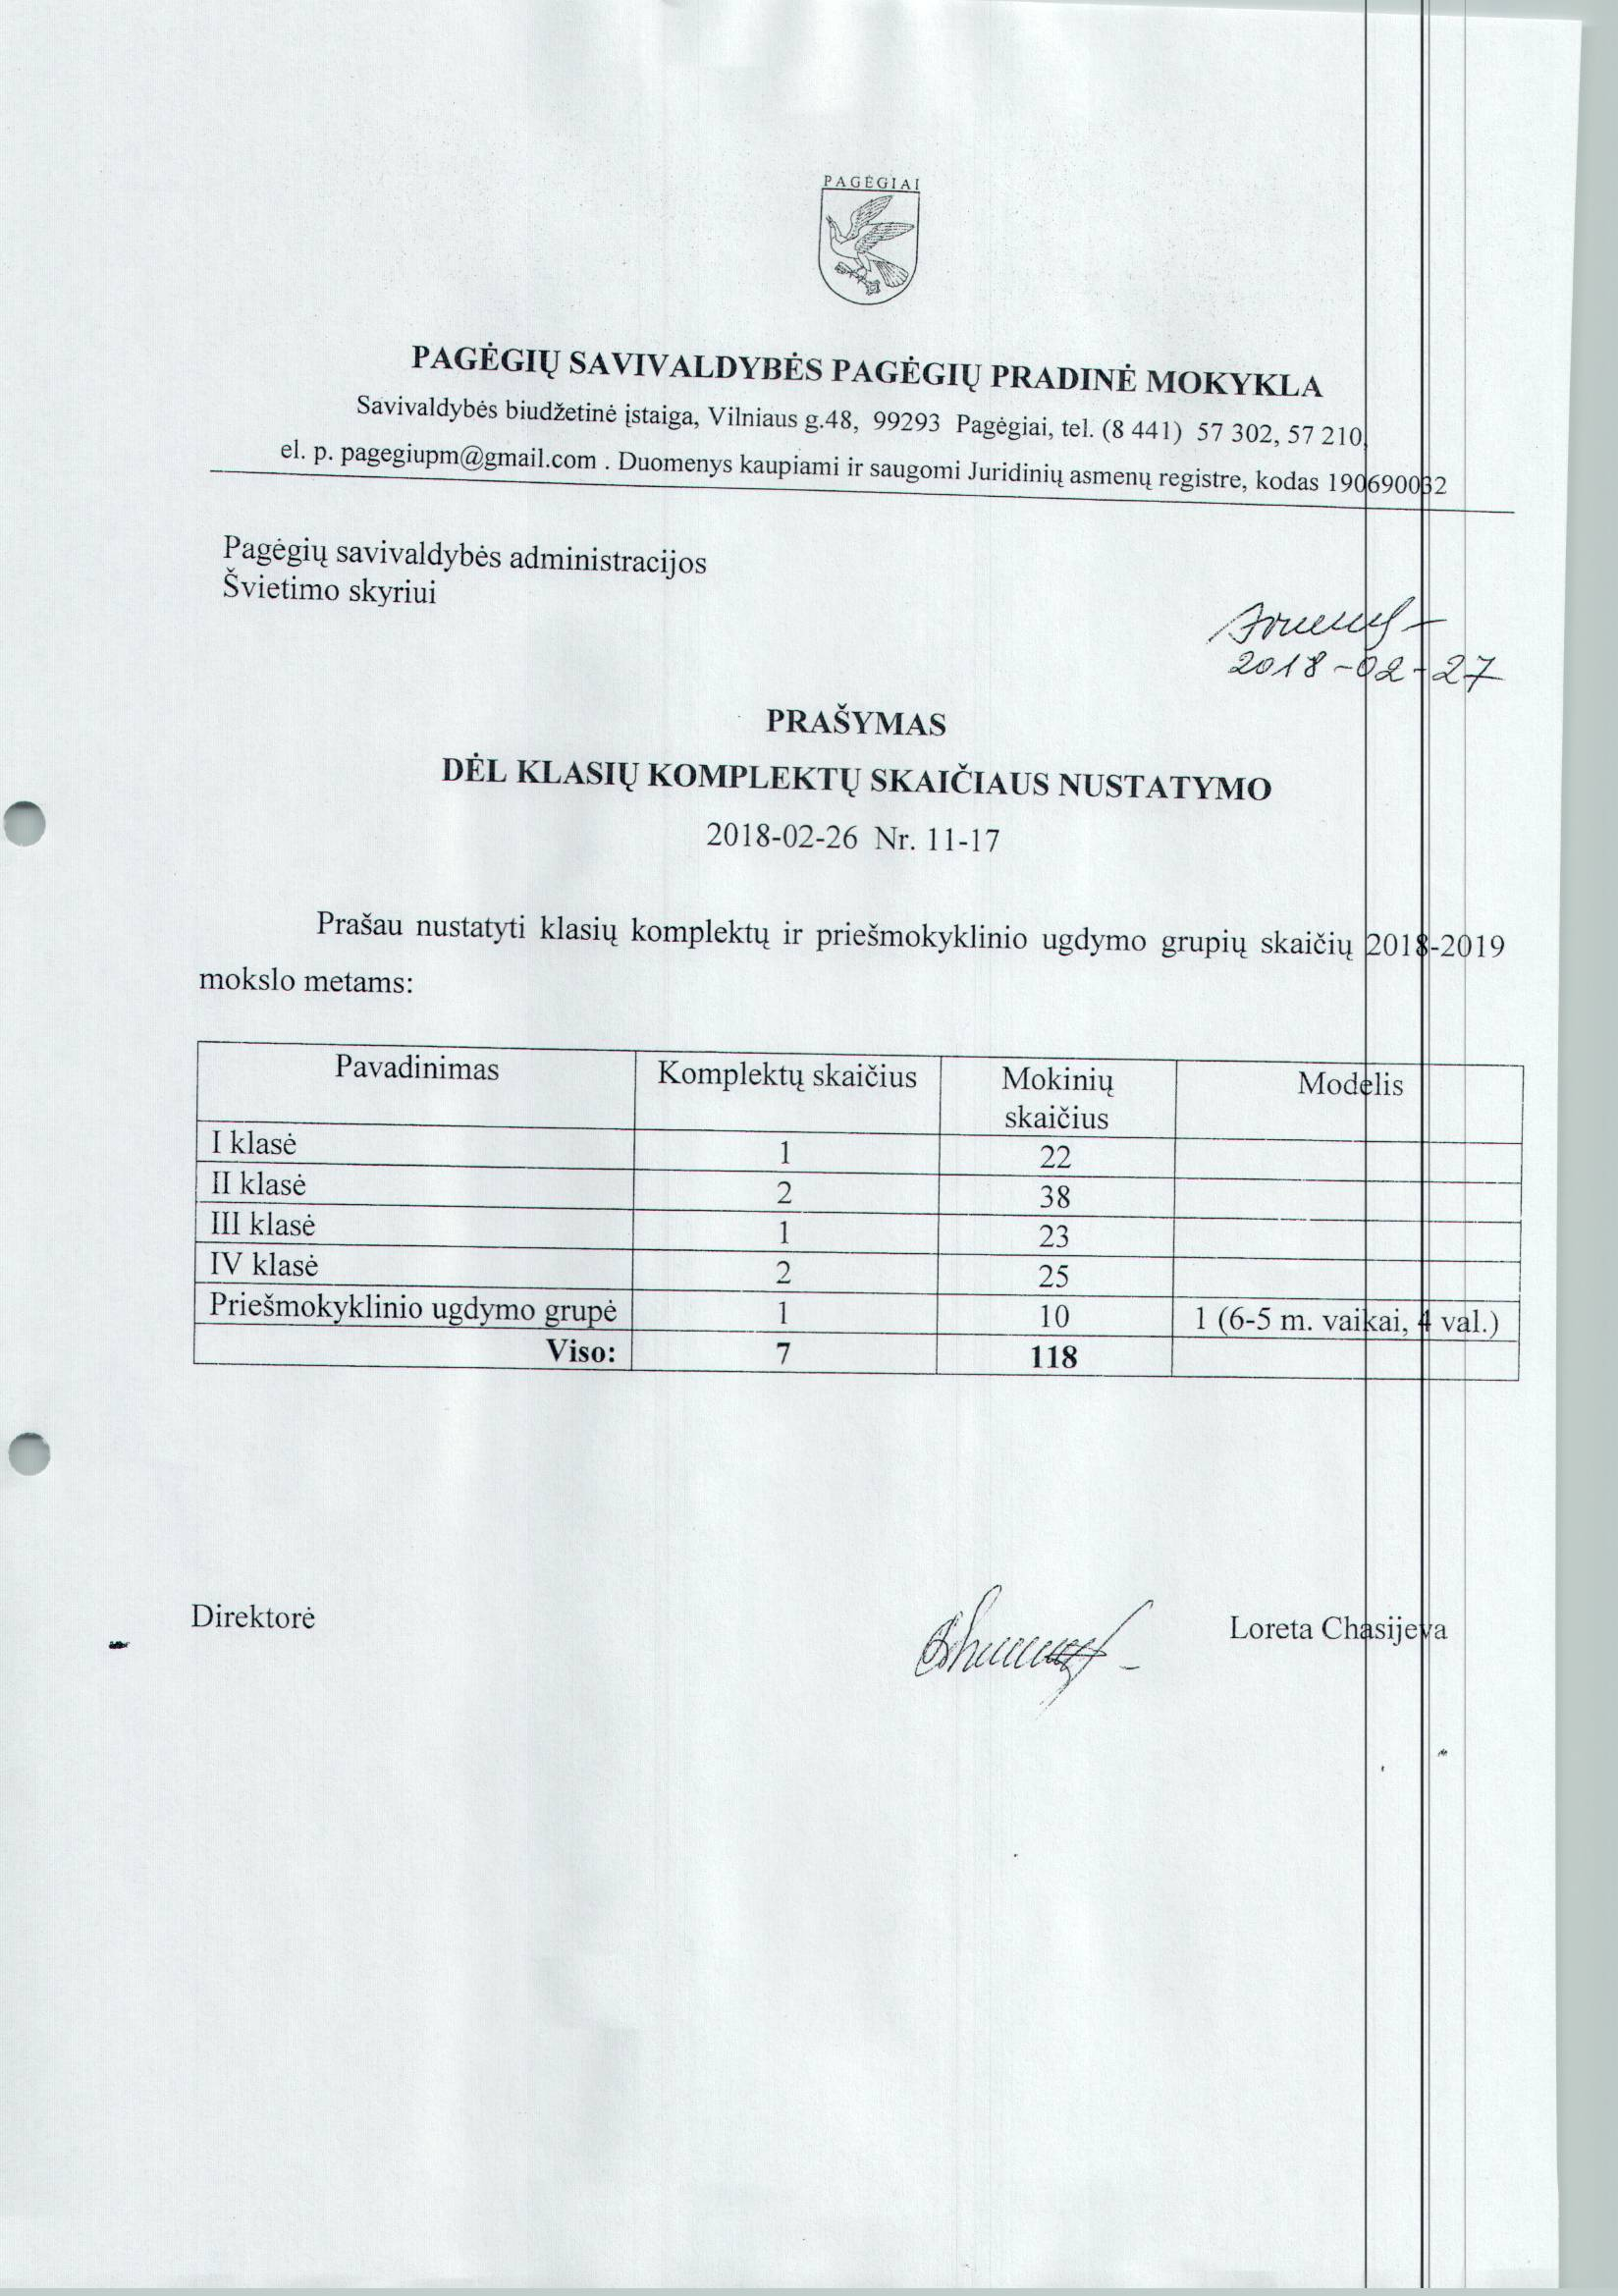 PAGĖGIAI
PAGĖGIŲ SAVIVALDYBĖS PAGĖGIŲ PRADINĖ MOKYKLA
Savivaldybės biudžetinė įstaiga, Vilniaus g.48, 99293 Pagėgiai, tel. (8 441) 57 302, 57 210,
el. p. pagegiupm@gmail.com . Duomenys kaupiami ir saugomi Juridinių asmenų registre, kodas 190690032
Pagėgių savivaldybės administracijos
Švietimo skyriui
2018-02-27
PRAŠYMAS
DĖL KLASIŲ KOMPLEKTŲ SKAIČIAUS NUSTATYMO
2018-02-26 Nr. 11-17
Prašau nustatyti klasių komplektų ir priešmokyklinio ugdymo grupių skaičių 2018-2019
mokslo metams:
Pavadinimas Komplektų skaičius Mokinių skaičius Modelis
I klasė 1 22
II klasė 2 38
III klasė 1 23
IV klasė 2 25
Priešmokyklinio ugdymo grupė 1 10 1 (6-5 m. vaikai, 4 val.)
Viso: 7 118
Direktorė Loreta Chasijeva